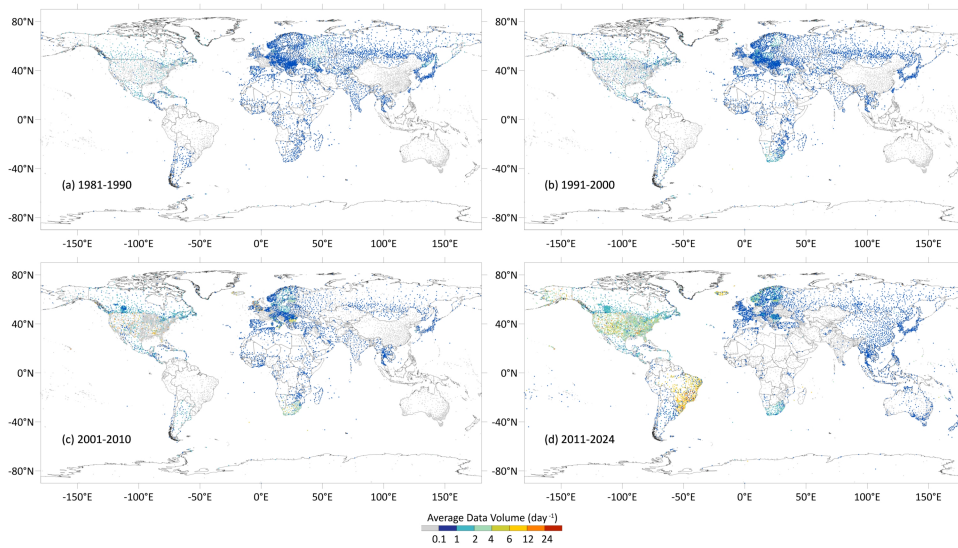 80°N 80°N
40°N 40°N
0°N 0°N
-40°N -40°N
-80°N (a) 1981-1990 -80°N (b) 1991-2000
-150°E -100°E -50°E 0°E 50°E 100°E 150°E -150°E -100°E -50°E 0°E 50°E 100°E 150°E
80°N 80°N
40°N 40°N
0°N 0°N
-40°N -40°N
-80°N (c) 2001-2010 -80°N (d) 2011-2024
-150°E -100°E -50°E 0°E 50°E 100°E 150°E -150°E -100°E -50°E 0°E 50°E 100°E 150°E
Average Data Volume (day⁻¹)
0.1 1 2 4 6 12 24